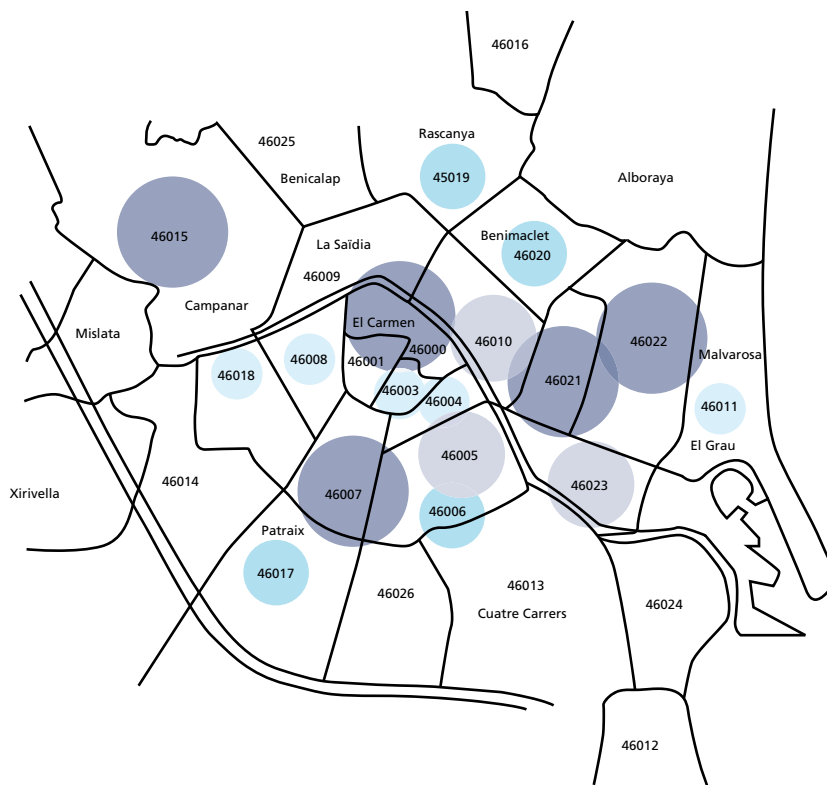 46016
Rascanya
46025
Benicalap
45019
Alboraya
46015
La Saïdia
Benimaclet
46020
46009
Campanar
El Carmen
Mislata
46010
46022
46000
46001
46008
Malvarosa
46018
46021
46003
46004
46011
El Grau
46005
46014
46023
Xirivella
46007
46006
Patraix
46017
46013
46026
Cuatre Carrers
46024
46012